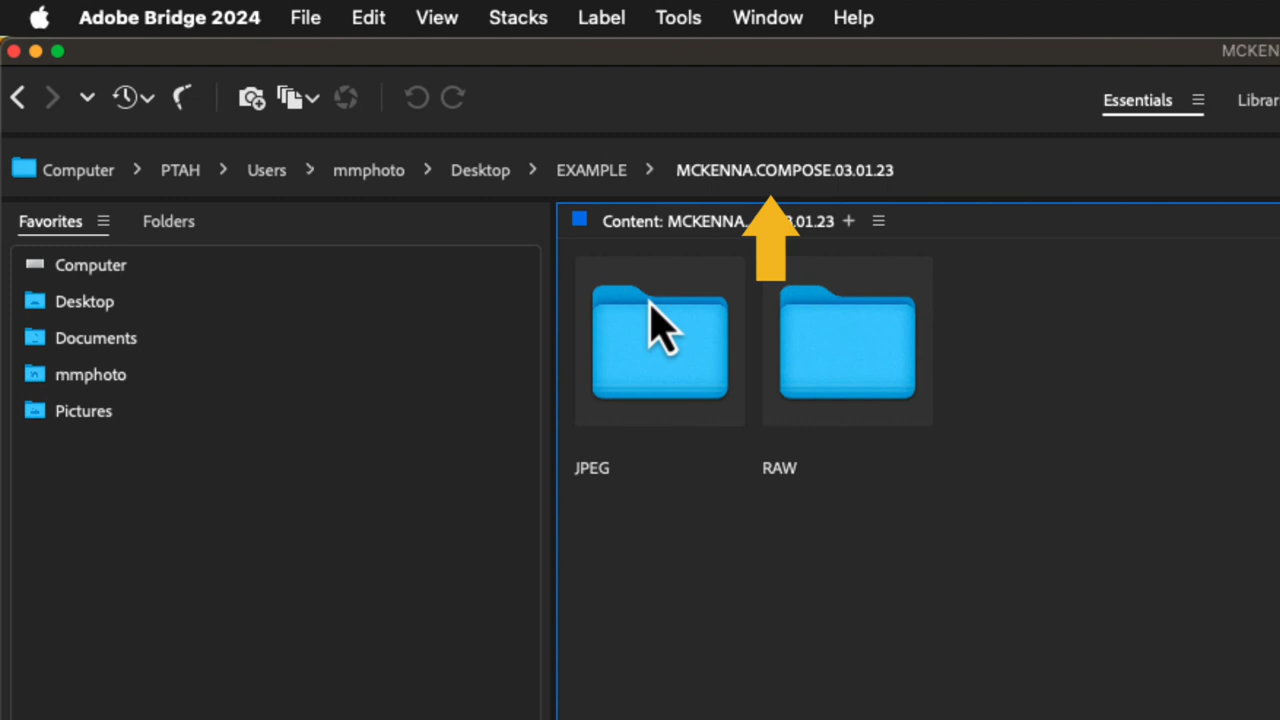 Adobe Bridge 2024 File Edit View Stacks Label Tools Window Help
MCKEN
Essentials Librar
Computer > PTAH > Users > mmphoto > Desktop > EXAMPLE > MCKENNA.COMPOSE.03.01.23
Favorites Folders
Content: MCKENNA. 3.01.23 +
Computer
Desktop
Documents
mmphoto
Pictures
JPEG RAW